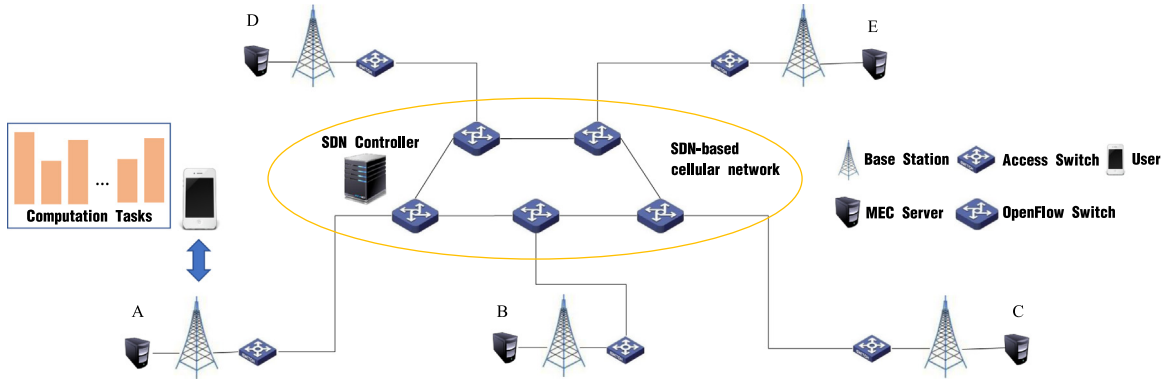 D
E
SDN Controller
SDN-based
cellular network
...
Computation Tasks
Base Station
Access Switch
User
MEC Server
OpenFlow Switch
A
B
C